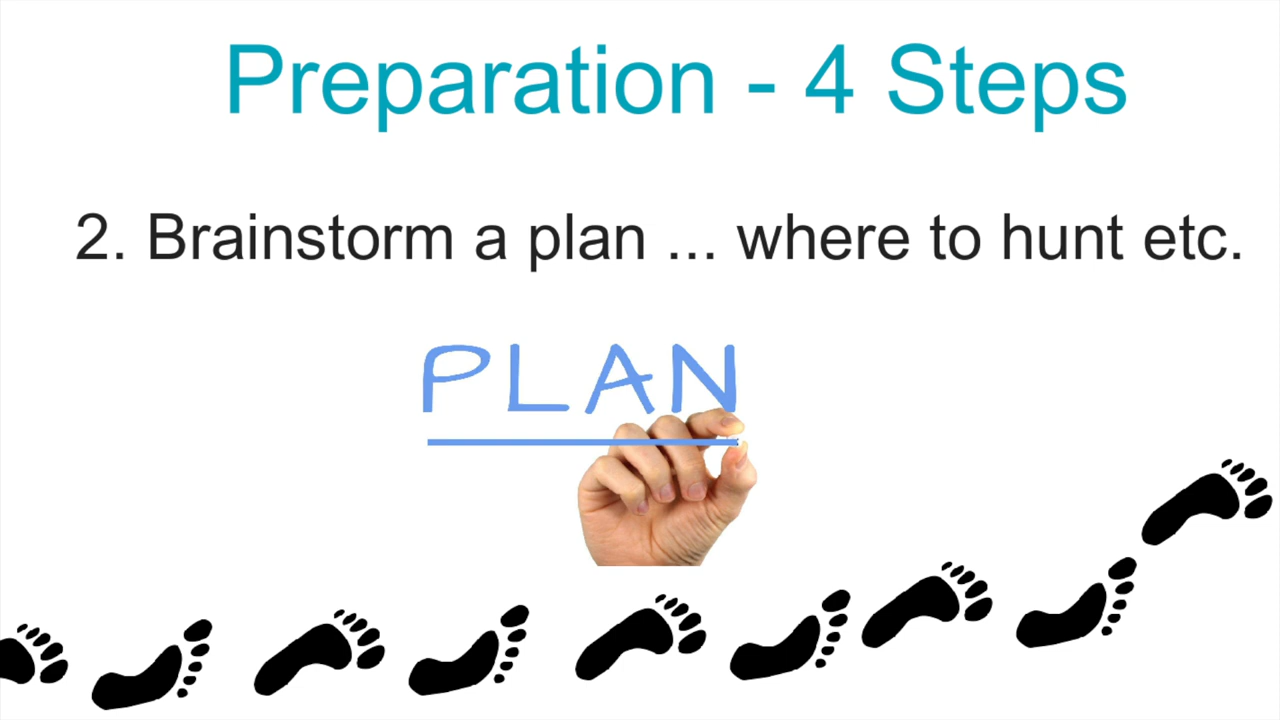 Preparation - 4 Steps
2. Brainstorm a plan ... where to hunt etc.
PLAN